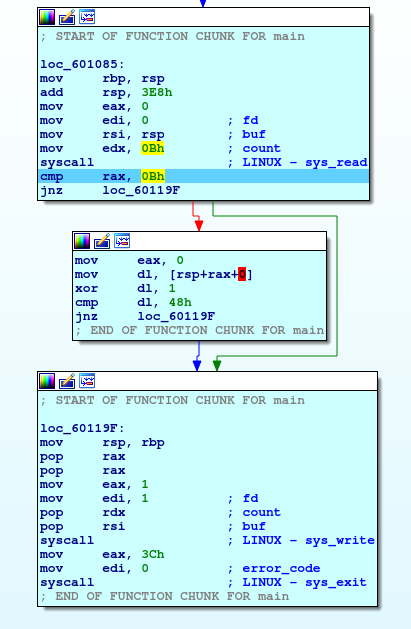 ; START OF FUNCTION CHUNK FOR main
loc_601085:
mov rbp, rsp
add rsp, 3E8h
mov eax, 0
mov edi, 0 ; fd
mov rsi, rsp ; buf
mov edx, 0Bh ; count
syscall ; LINUX - sys_read
cmp rax, 0Bh
jnz loc_60119F
mov eax, 0
mov dl, [rsp+rax+0]
xor dl, 1
cmp dl, 48h
jnz loc_60119F
; END OF FUNCTION CHUNK FOR main
; START OF FUNCTION CHUNK FOR main
loc_60119F:
mov rsp, rbp
pop rax
pop rax
mov eax, 1
mov edi, 1 ; fd
pop rdx ; count
pop rsi ; buf
syscall ; LINUX - sys_write
mov eax, 3Ch
mov edi, 0 ; error_code
syscall ; LINUX - sys_exit
; END OF FUNCTION CHUNK FOR main